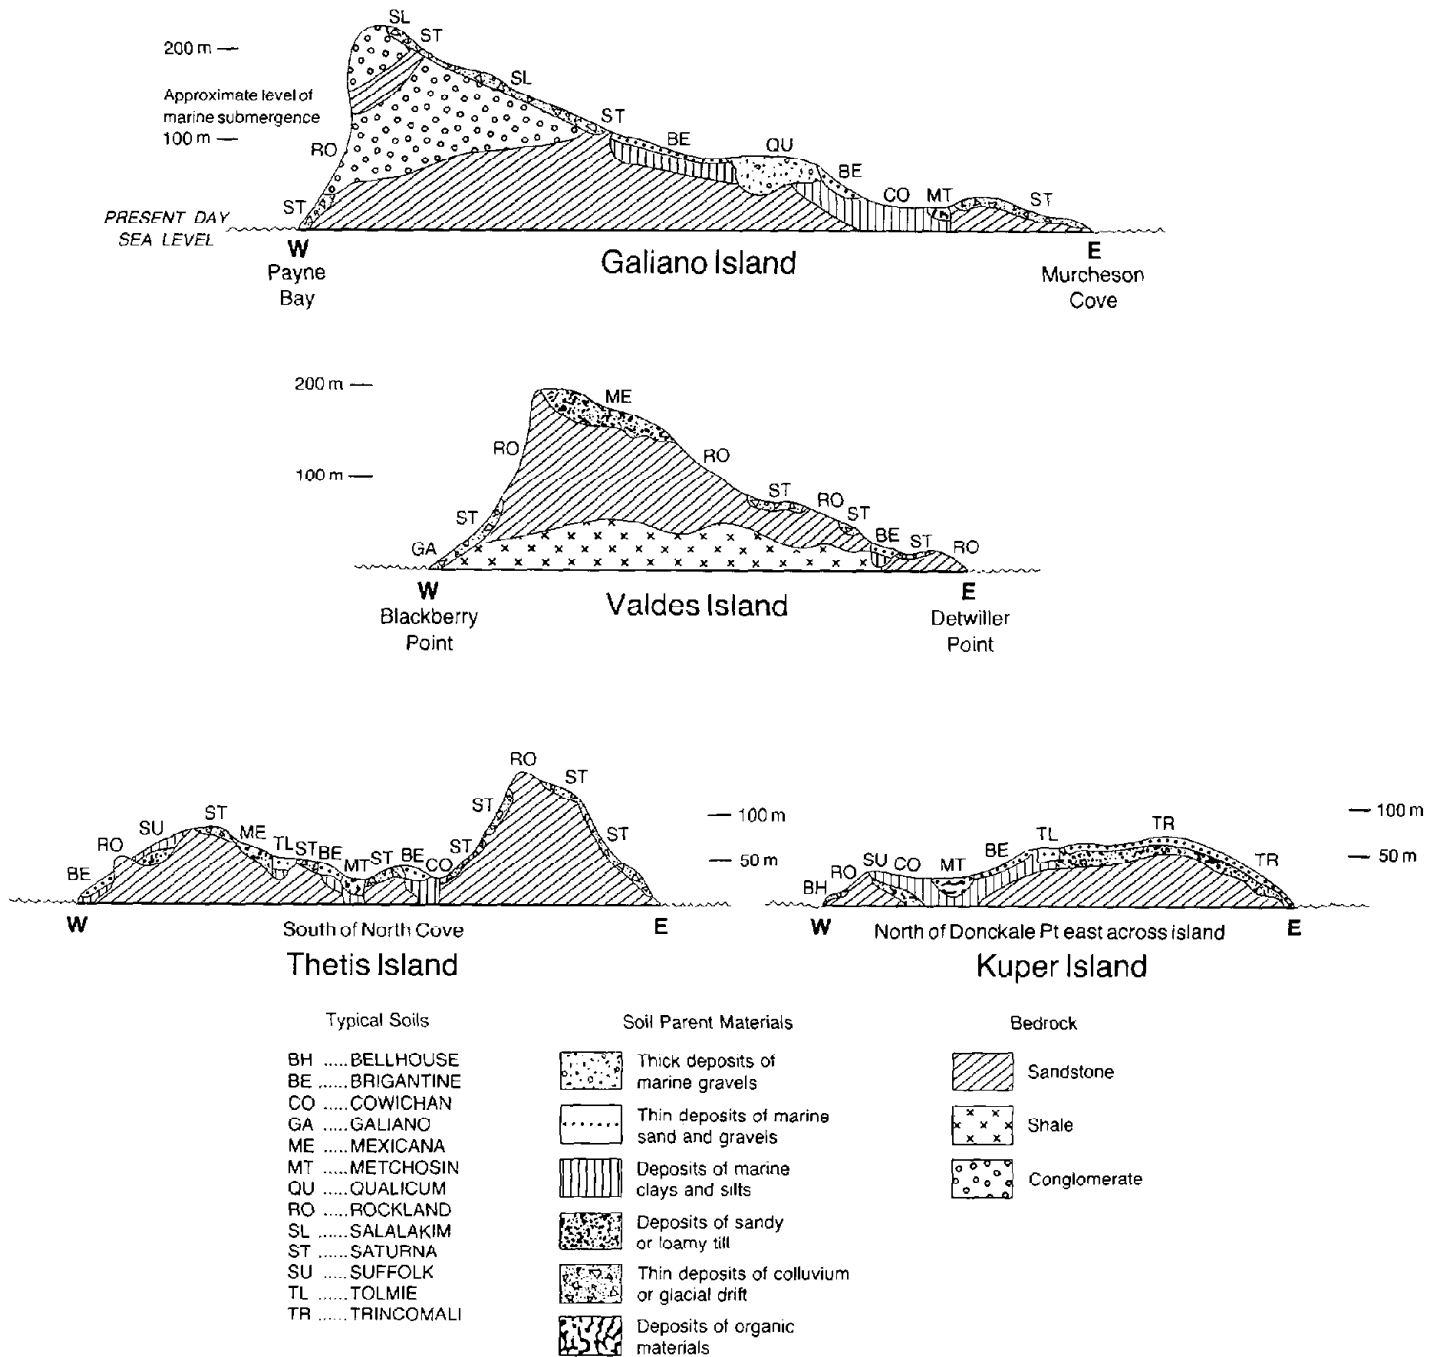 SL
ST
200 m
SL
Approximate level of
marine submergence
100 m
ST
RO
BE
QU
BE
CO
MT
ST
ST
PRESENT DAY
SEA LEVEL
W
Payne
Bay
Galiano Island
E
Murcheson
Cove
200 m
ME
RO
RO
100 m
ST
RO
ST
ST
BE
ST
RO
GA
W
Blackberry
Point
Valdes Island
E
Detwiller
Point
RO
ST
ST
100 m
ST
SU
RO
ME
TL
ST
BE
MT
ST
BE
CO
ST
ST
50 m
BE
W
South of North Cove
E
Thetis Island
100 m
TR
TL
50 m
BE
SU
CO
MT
RO
BH
TR
W
North of Donckale Pt east across island
E
Kuper Island
Typical Soils
BH ..... BELLHOUSE
BE ...... BRIGANTINE
CO ..... COWICHAN
GA ..... GALIANO
ME ..... MEXICANA
MT ..... METCHOSIN
QU ..... QUALICUM
RO ..... ROCKLAND
SL ..... SALALAKIM
ST ...... SATURNA
SU ..... SUFFOLK
TL ...... TOLMIE
TR ..... TRINCOMALI
Soil Parent Materials
Thick deposits of
marine gravels
Thin deposits of marine
sand and gravels
Deposits of marine
clays and silts
Deposits of sandy
or loamy till
Thin deposits of colluvium
or glacial drift
Deposits of organic
materials
Bedrock
Sandstone
Shale
Conglomerate